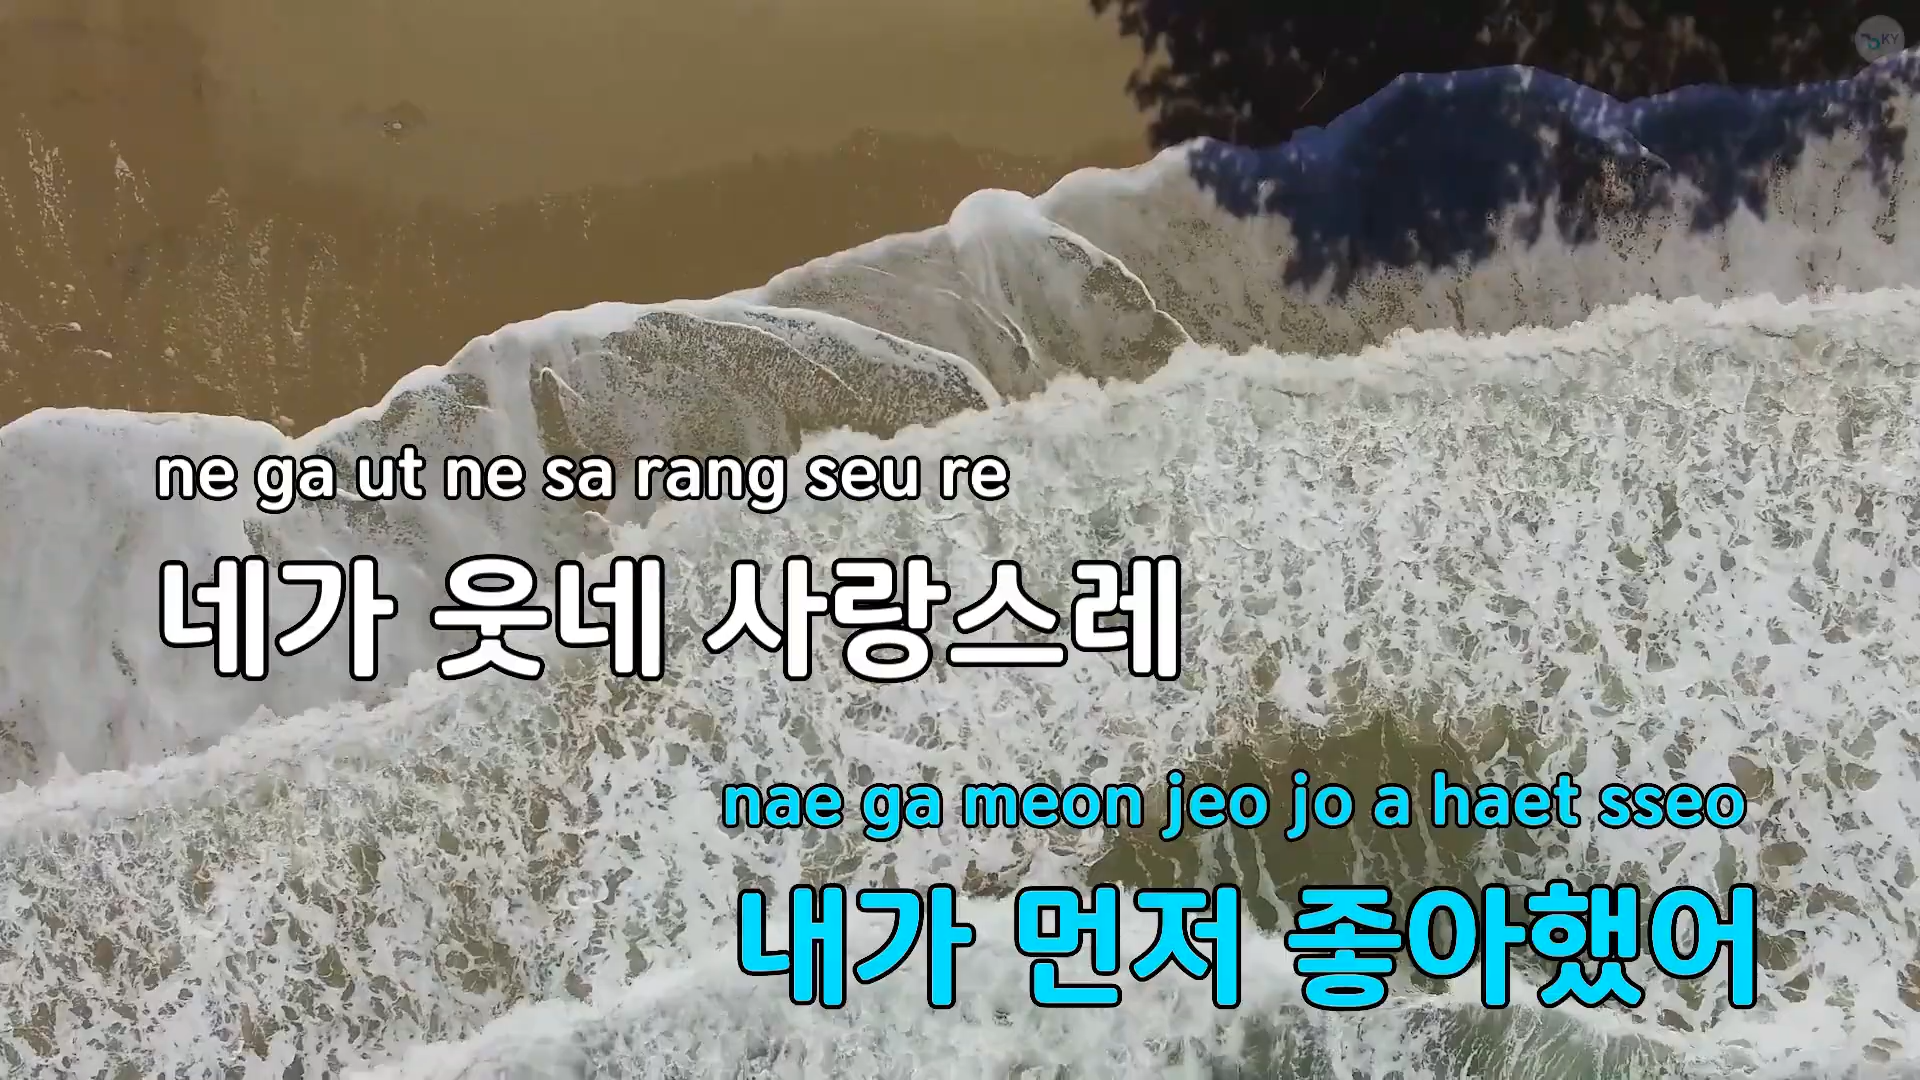 KY
ne ga ut ne sa rang seu re
네가 웃네 사랑스레
nae ga meon jeo jo a haet sseo
내가 먼저 좋아했어